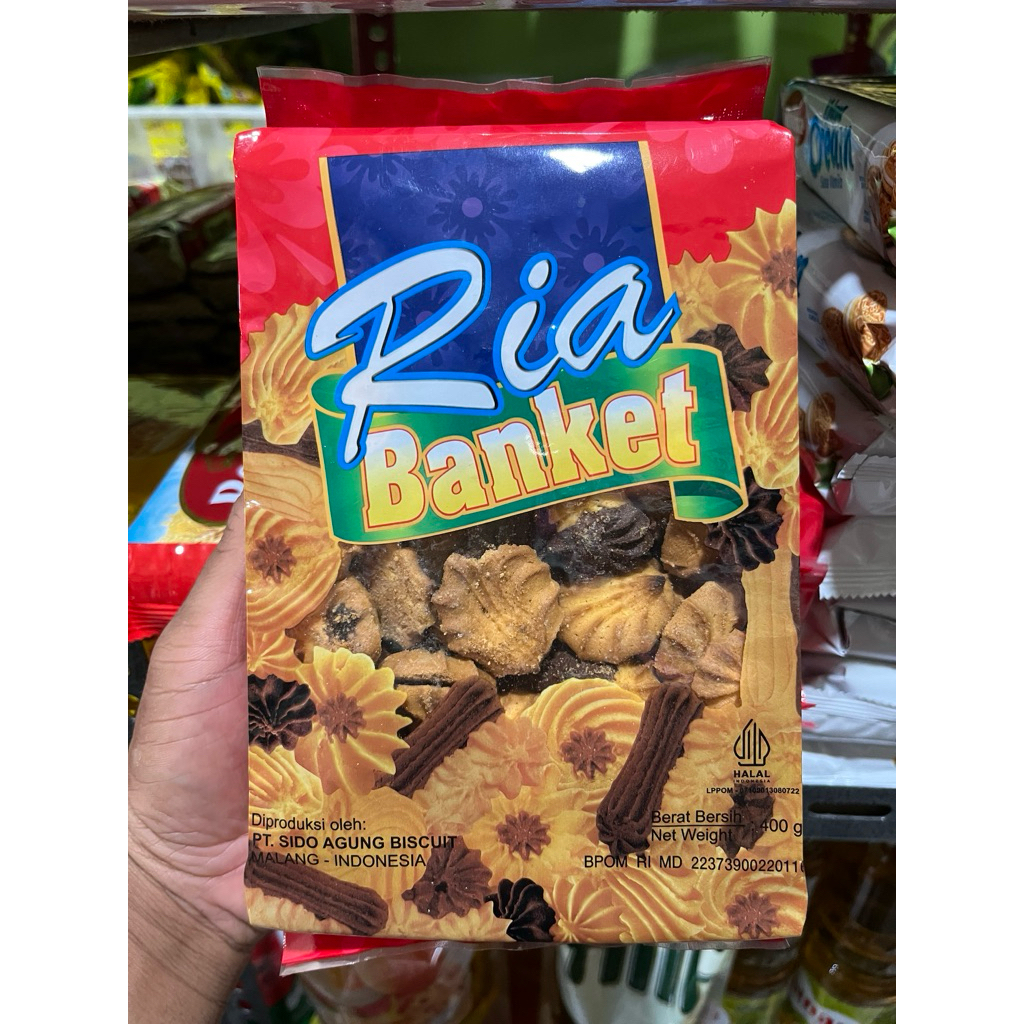 Ria
Banket
HALAL
INDONESIA
Diproduksi oleh:
PT. SIDO AGUNG BISCUIT
MALANG - INDONESIA
Berat Bersih
Net Weight
400 g
BPOM RI MD